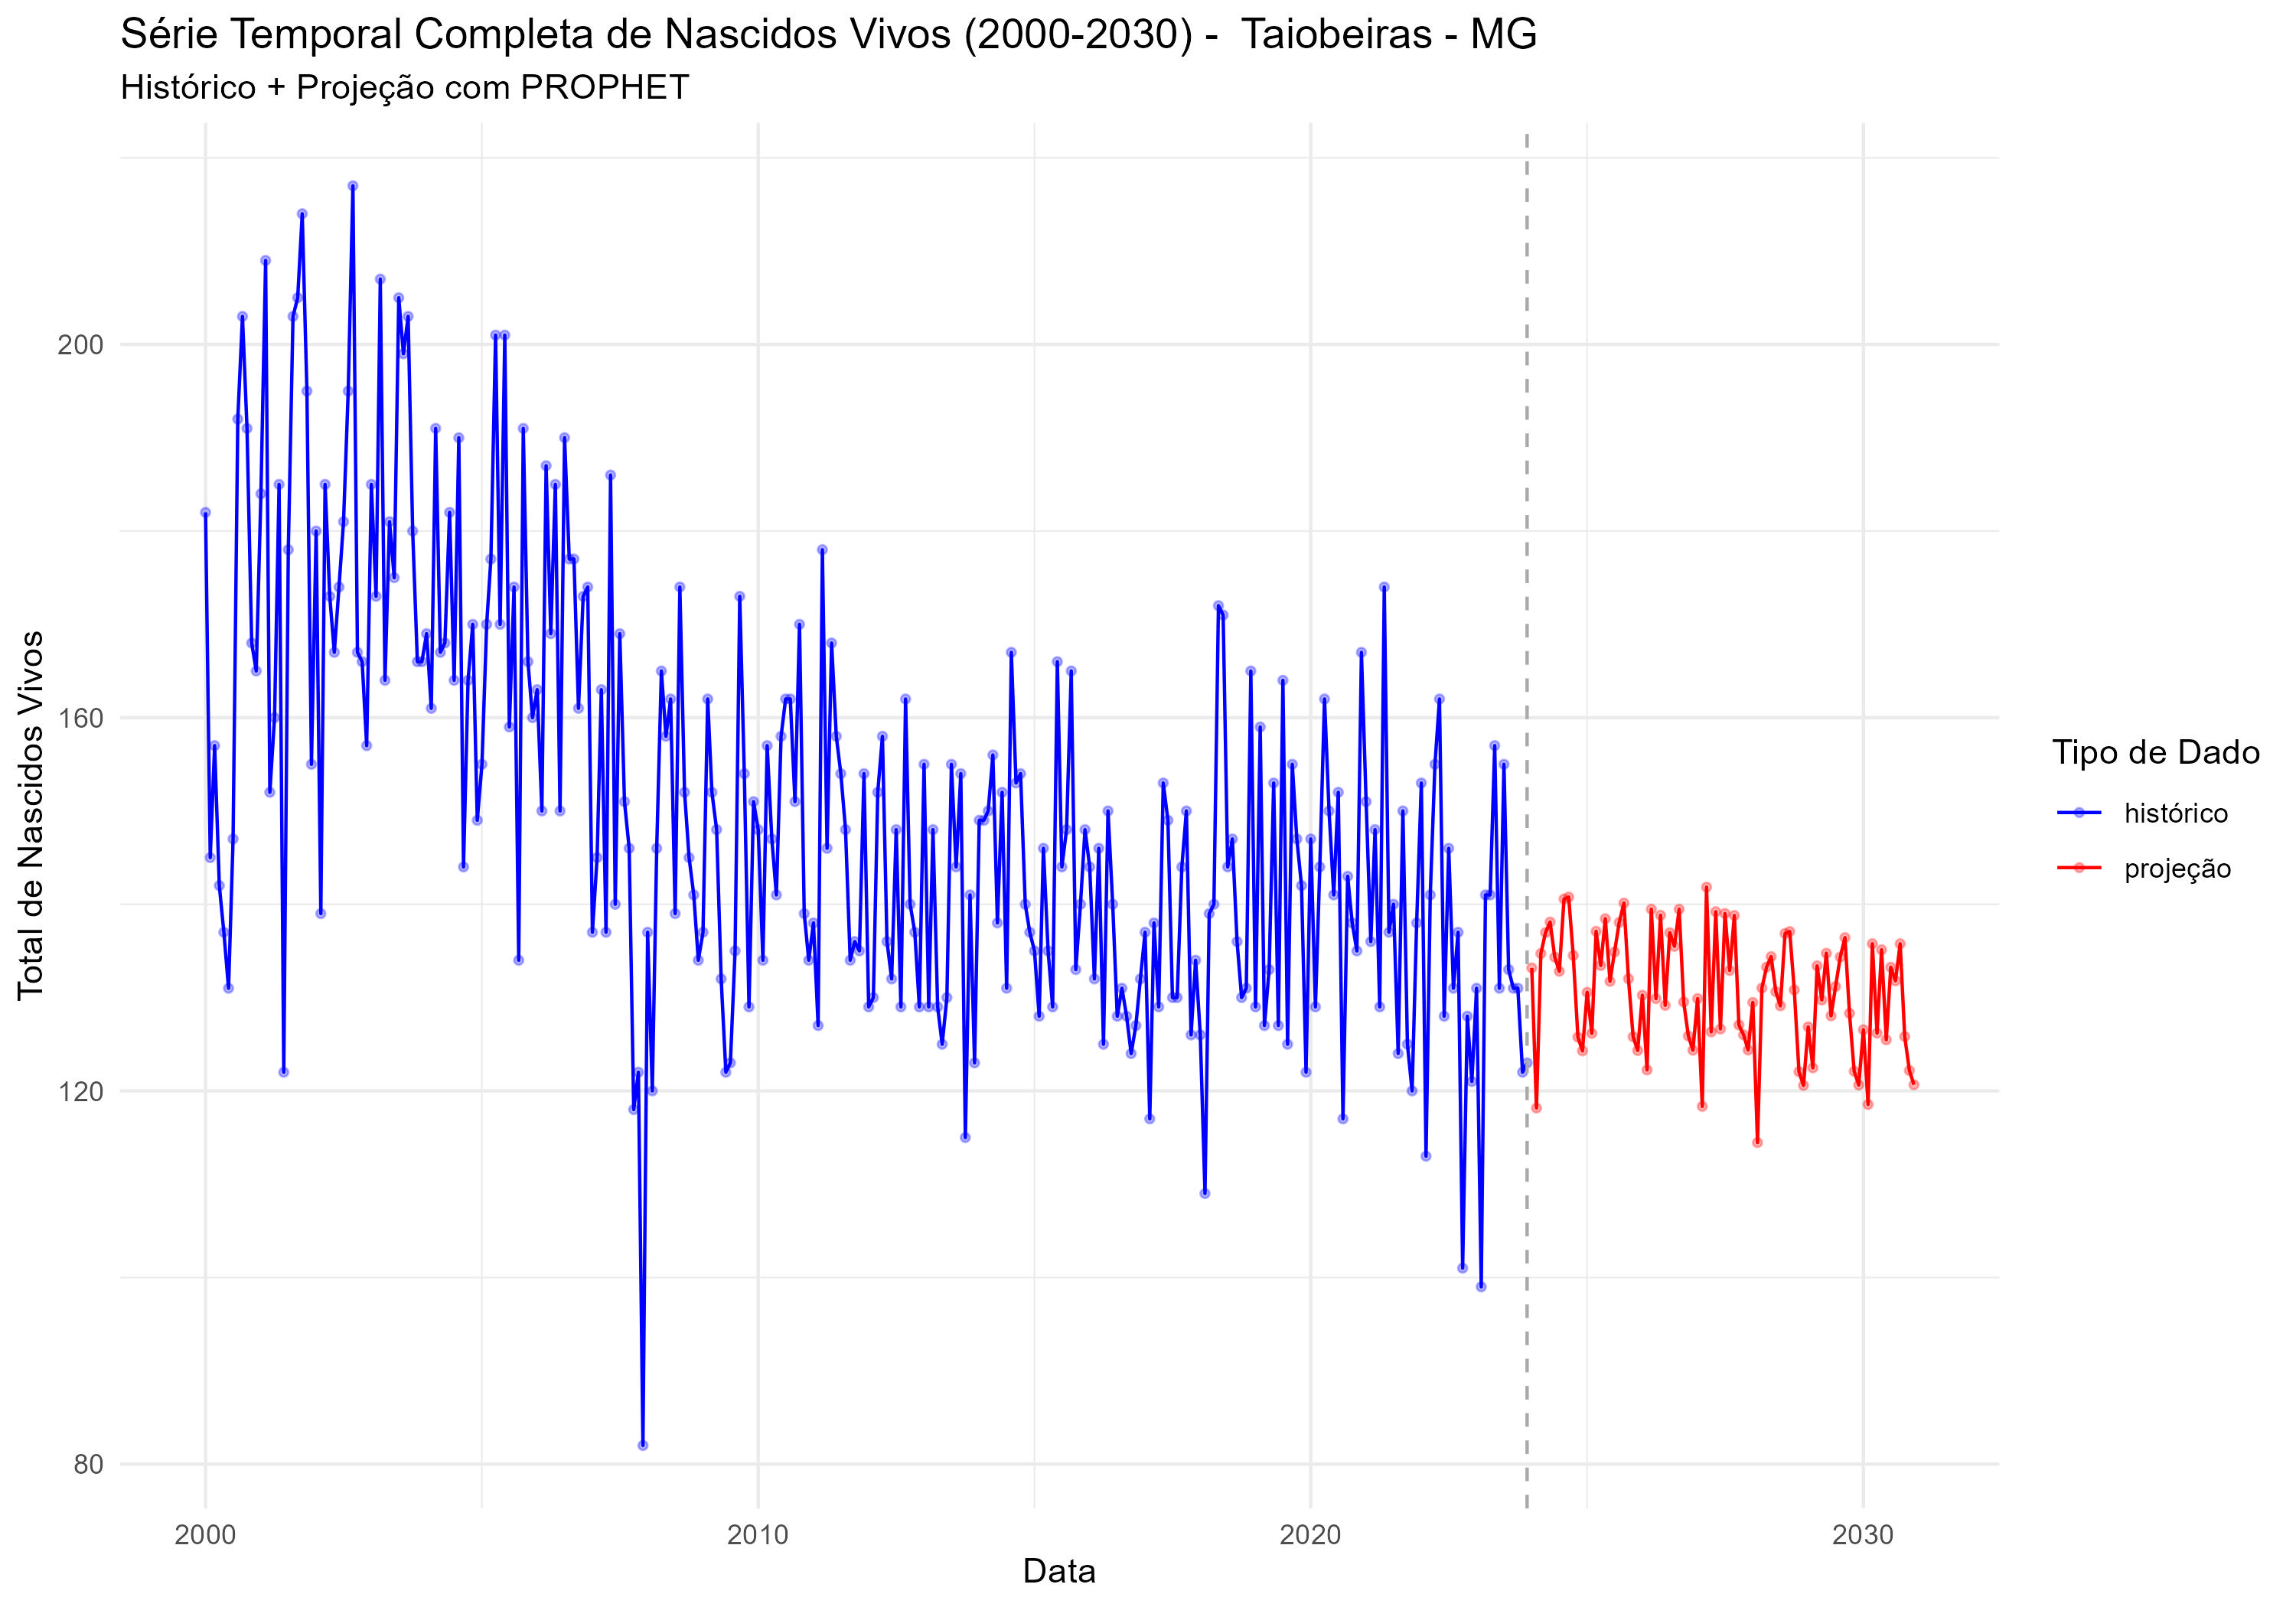 Série Temporal Completa de Nascidos Vivos (2000-2030) -  Taiobeiras - MG
Histórico + Projeção com PROPHET
Total de Nascidos Vivos
200
160
120
80
2000
2010
2020
2030
Data
Tipo de Dado
histórico
projeção